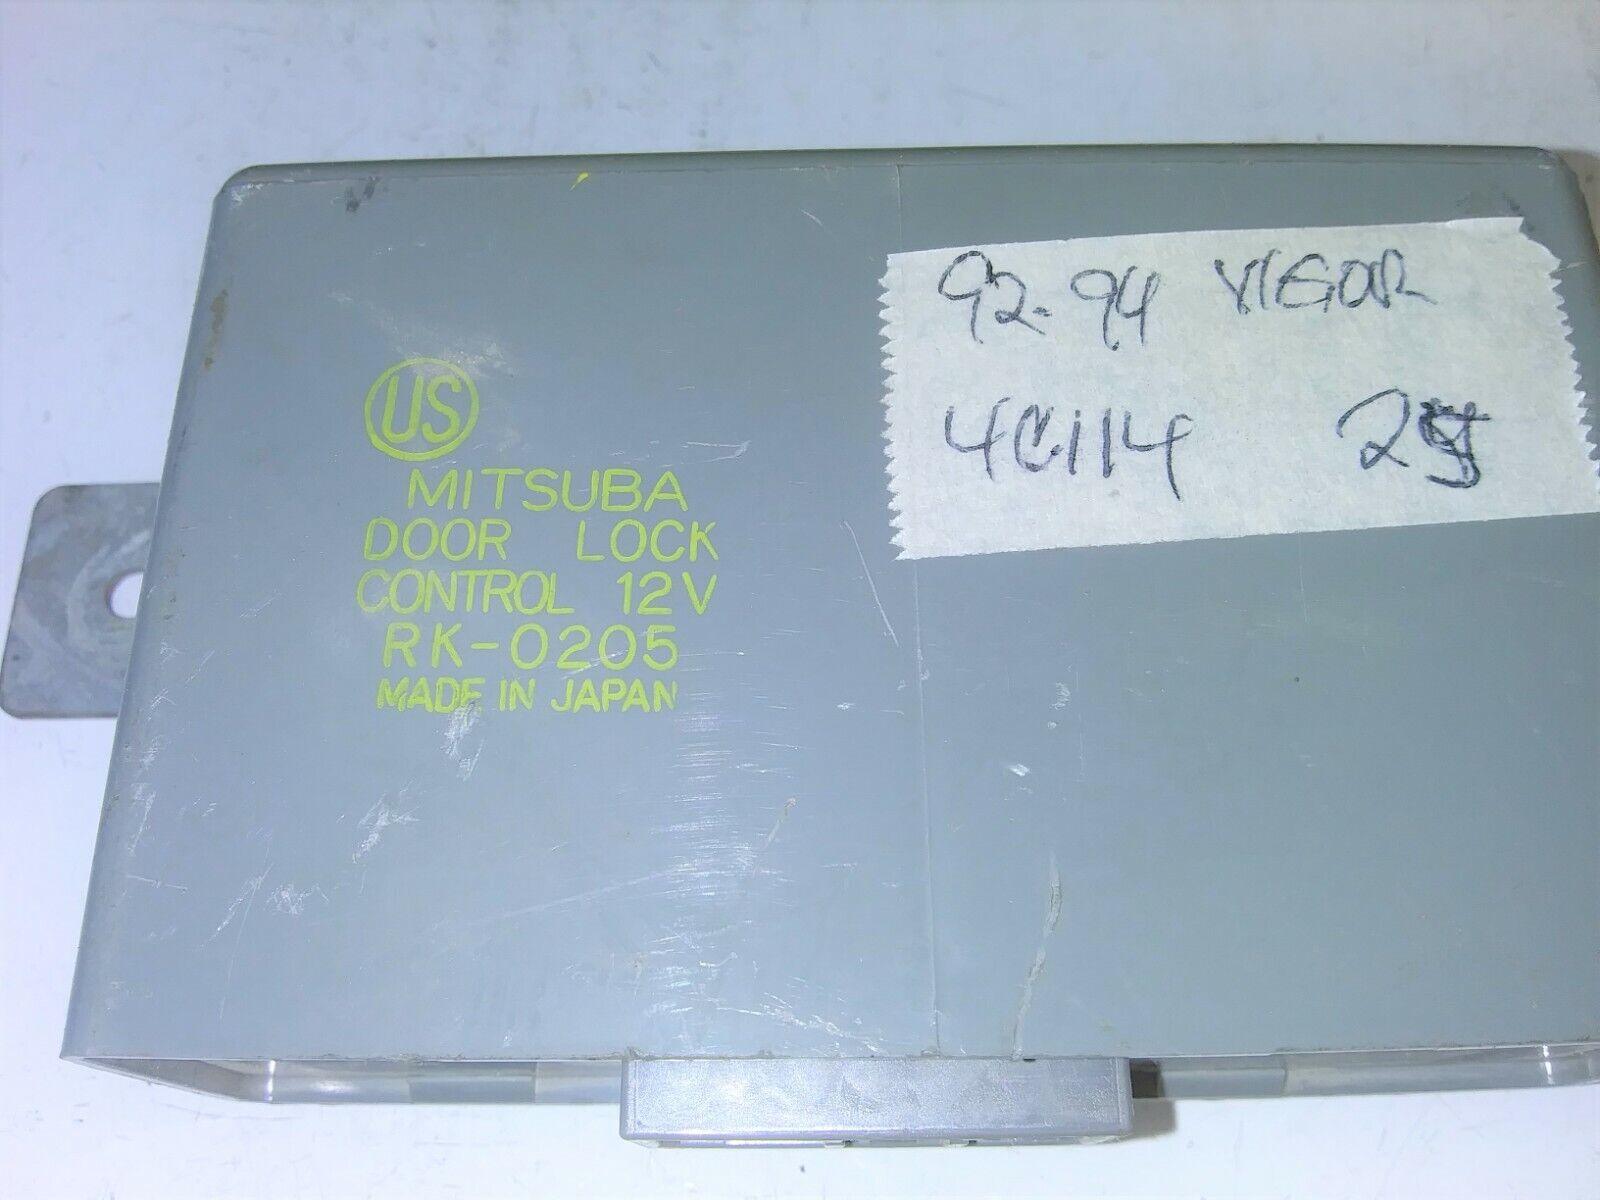 US
MITSUBA
DOOR LOCK
CONTROL 12V
RK-0205
MADE IN JAPAN
92-94 VIGOR
4C114